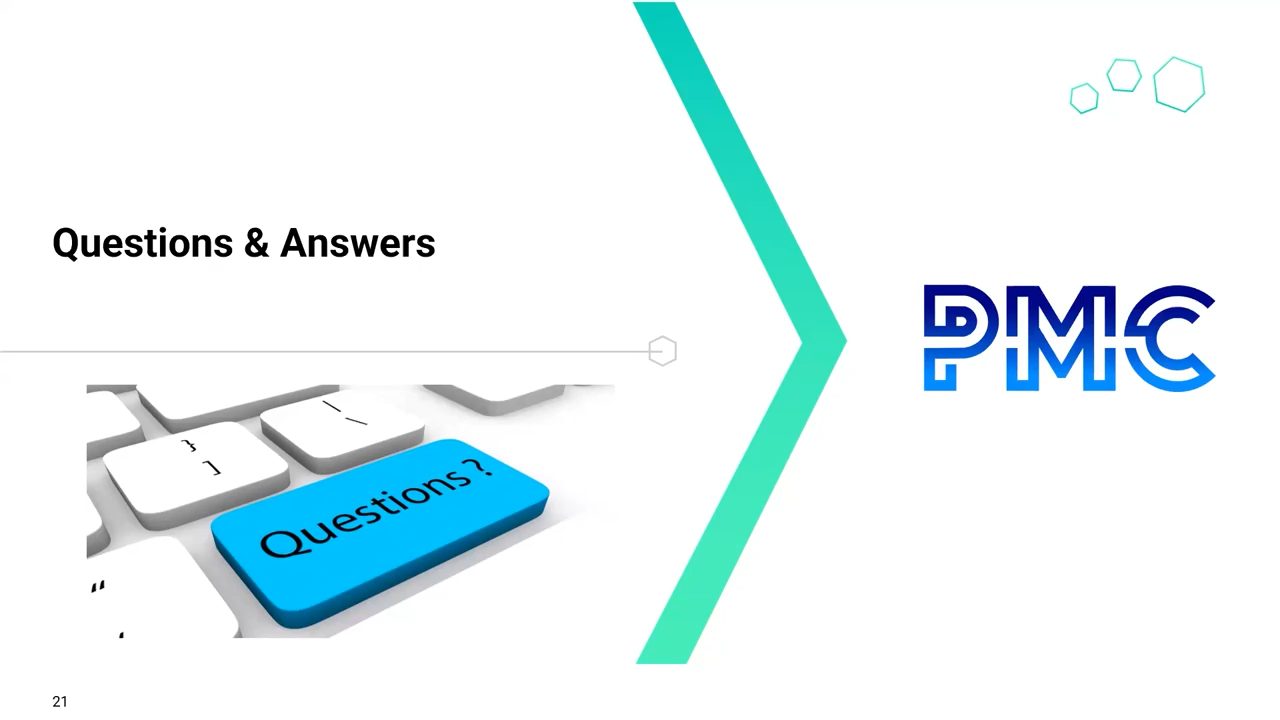 Questions & Answers
PMC
\
/
}
]
Questions ?
“
‘
21